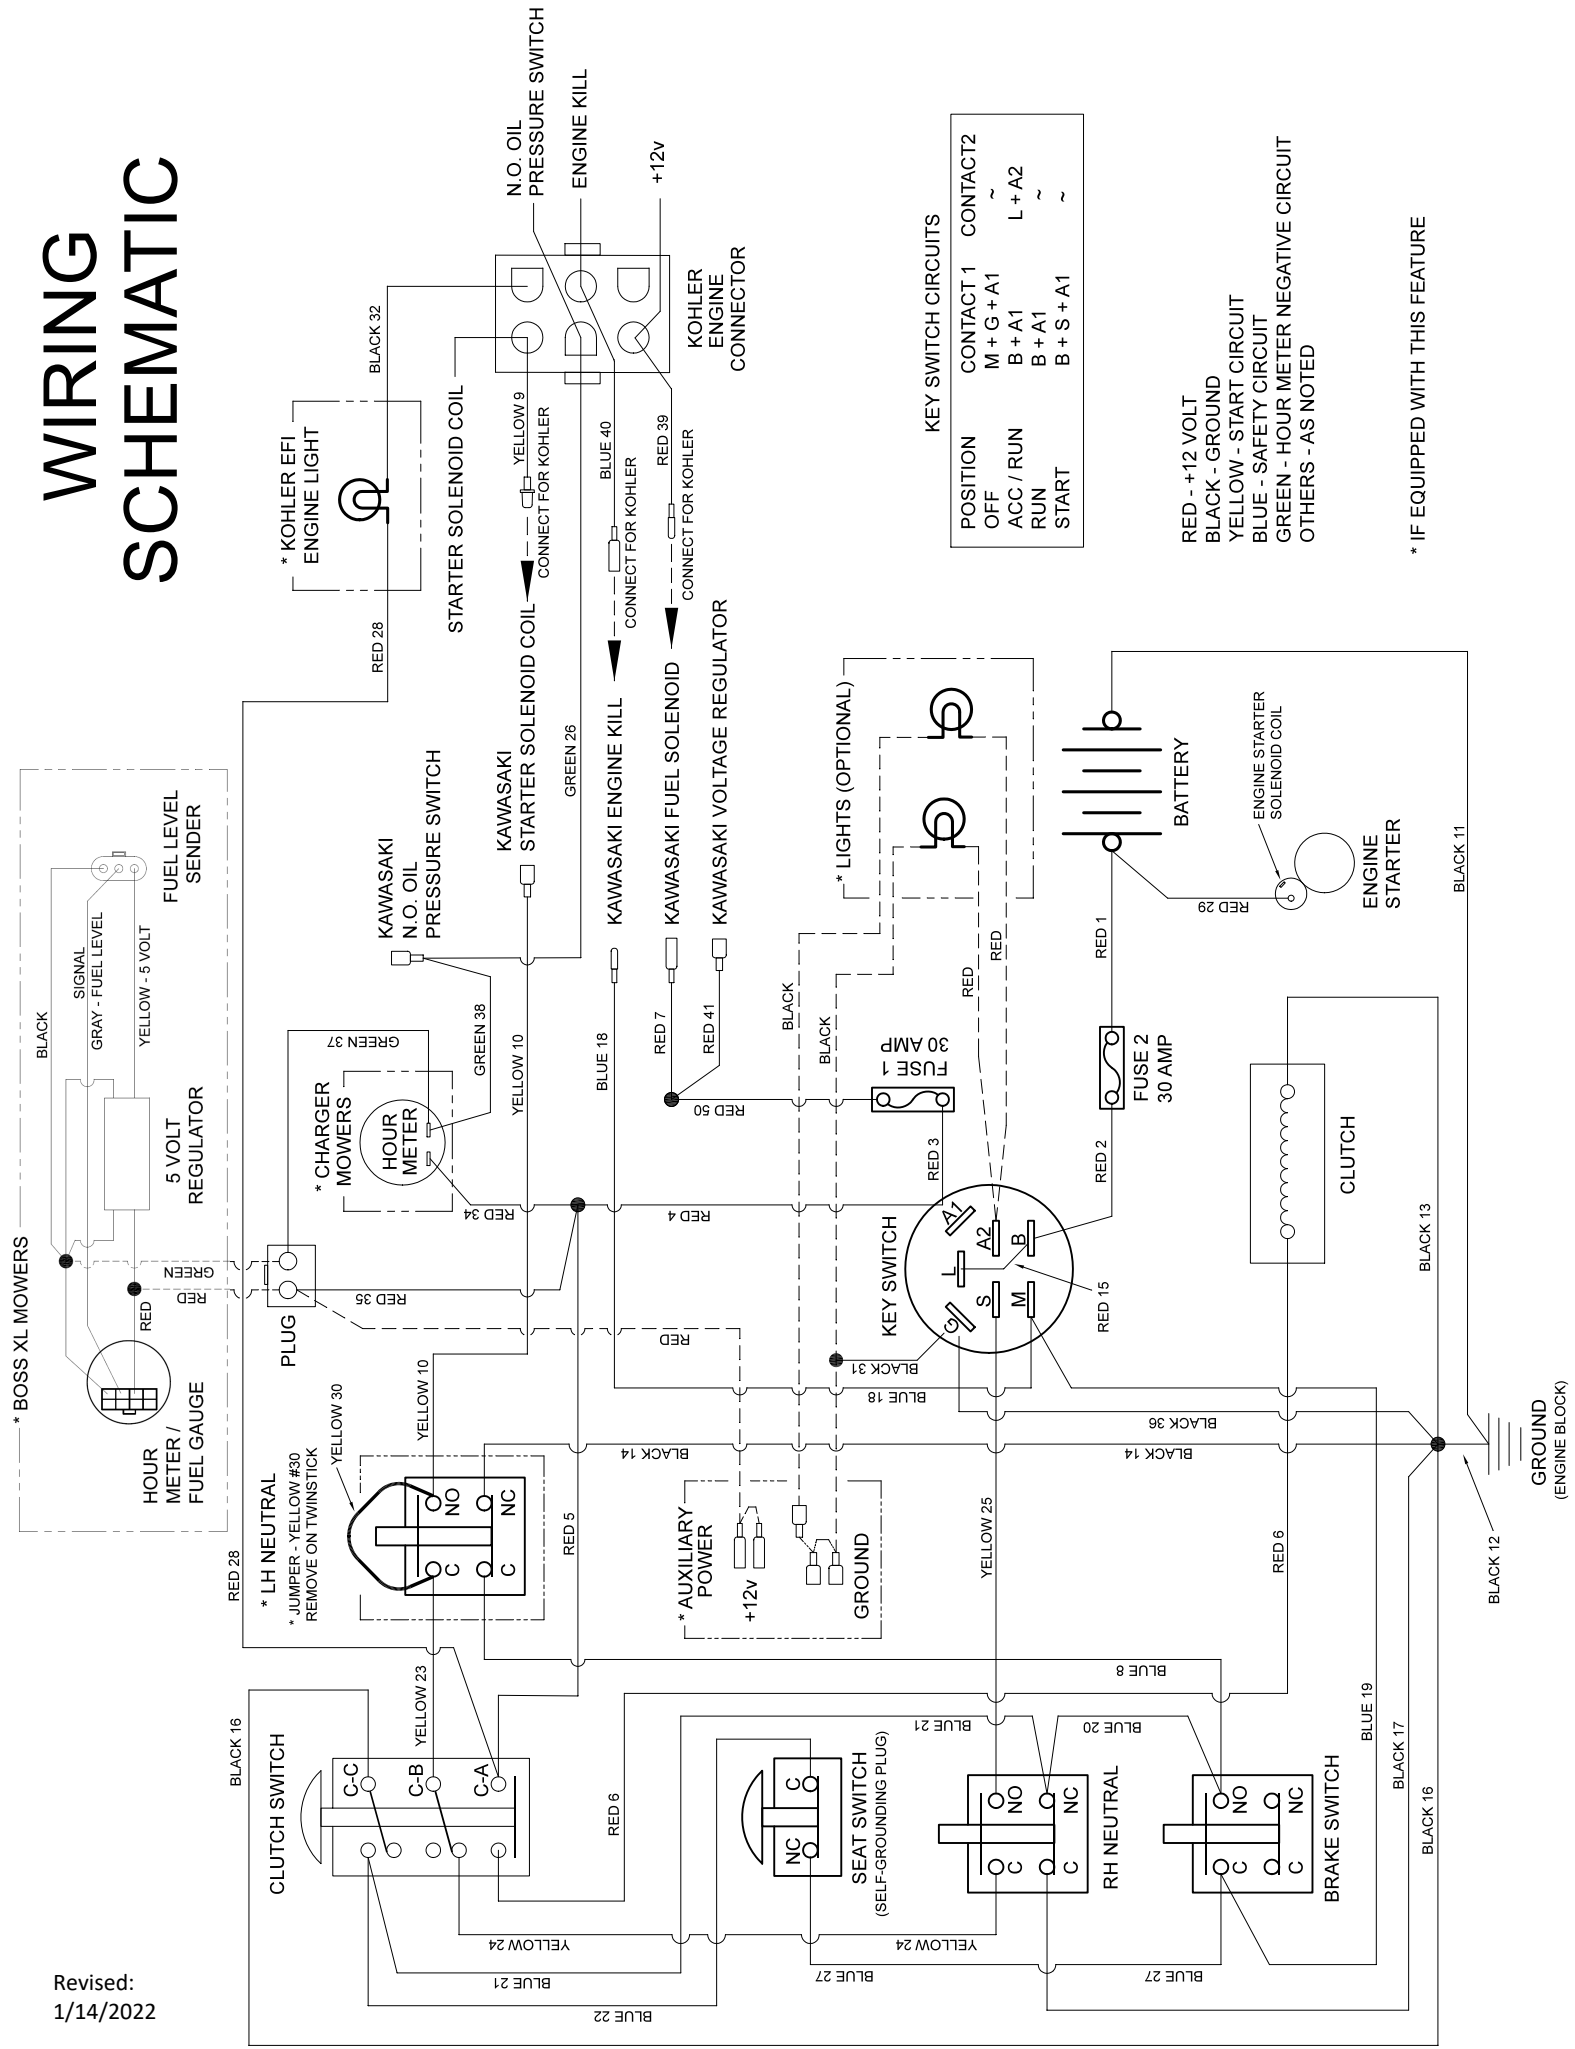 WIRING
SCHEMATIC
Revised:
1/14/2022
* BOSS XL MOWERS
HOUR
METER /
FUEL GAUGE
5 VOLT
REGULATOR
FUEL LEVEL
SENDER
BLACK
SIGNAL
GRAY - FUEL LEVEL
YELLOW - 5 VOLT
RED
RED
GREEN
PLUG
RED 28
RED 28
BLACK 32
* KOHLER EFI
ENGINE LIGHT
N.O. OIL
PRESSURE SWITCH
ENGINE KILL
+12v
KOHLER
ENGINE
CONNECTOR
STARTER SOLENOID COIL
YELLOW 9
CONNECT FOR KOHLER
BLUE 40
CONNECT FOR KOHLER
RED 39
CONNECT FOR KOHLER
KAWASAKI
N.O. OIL
PRESSURE SWITCH
KAWASAKI
STARTER SOLENOID COIL
GREEN 26
KAWASAKI ENGINE KILL
KAWASAKI FUEL SOLENOID
KAWASAKI VOLTAGE REGULATOR
* CHARGER
MOWERS
HOUR
METER
GREEN 37
GREEN 38
YELLOW 10
BLUE 18
RED 7
RED 41
RED 50
RED 34
RED 4
RED 35
RED
FUSE 1
30 AMP
RED 3
* LIGHTS (OPTIONAL)
BLACK
BLACK
RED
RED
KEY SWITCH
A1
A2
B
L
S
M
G
RED 15
BLACK 31
BLUE 18
BLACK 36
BLACK 14
BLACK 14
RED 2
FUSE 2
30 AMP
RED 1
BATTERY
RED 29
ENGINE STARTER
SOLENOID COIL
ENGINE
STARTER
BLACK 11
CLUTCH
BLACK 13
GROUND
(ENGINE BLOCK)
BLACK 12
RED 6
* LH NEUTRAL
* JUMPER - YELLOW #30
REMOVE ON TWINSTICK
YELLOW 30
YELLOW 10
NO
NC
C
C
YELLOW 23
RED 5
* AUXILIARY
POWER
+12v
GROUND
YELLOW 25
BLUE 8
BLACK 16
CLUTCH SWITCH
C-C
C-B
C-A
RED 6
SEAT SWITCH
(SELF-GROUNDING PLUG)
NC
C
BLUE 21
BLUE 20
RH NEUTRAL
NO
NC
C
C
BRAKE SWITCH
NO
NC
C
C
BLUE 19
BLACK 17
BLACK 16
YELLOW 24
YELLOW 24
BLUE 21
BLUE 22
BLUE 27
BLUE 27
KEY SWITCH CIRCUITS
POSITION CONTACT 1 CONTACT2
OFF M + G + A1 ~
ACC / RUN B + A1 L + A2
RUN B + A1 ~
START B + S + A1 ~
RED - +12 VOLT
BLACK - GROUND
YELLOW - START CIRCUIT
BLUE - SAFETY CIRCUIT
GREEN - HOUR METER NEGATIVE CIRCUIT
OTHERS - AS NOTED
* IF EQUIPPED WITH THIS FEATURE